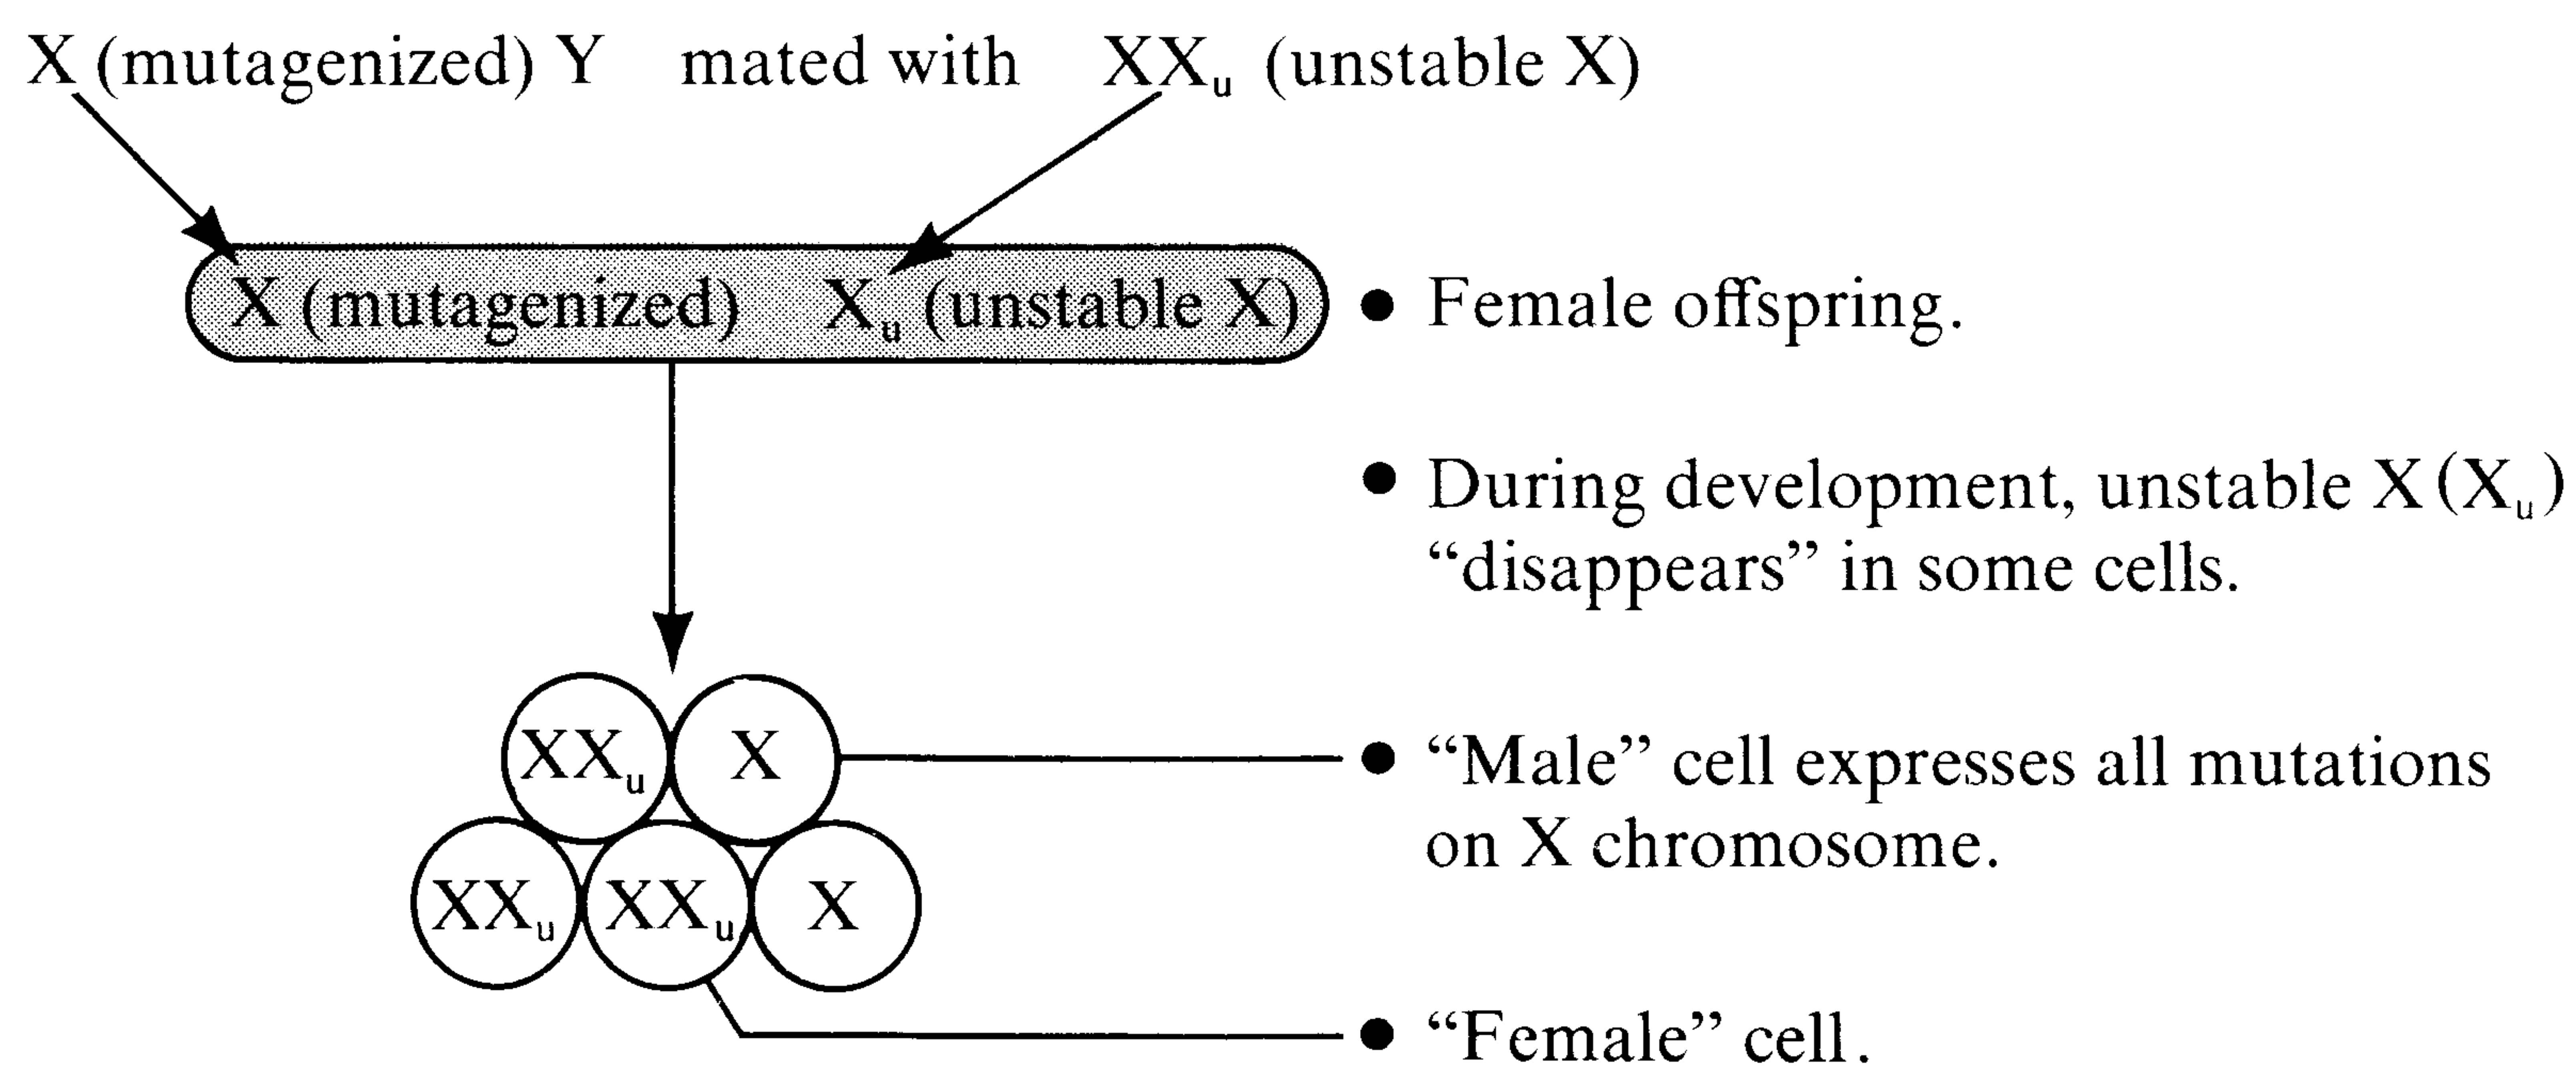 X (mutagenized) Y mated with XXᵤ (unstable X)
X (mutagenized) Xᵤ (unstable X)
● Female offspring.
● During development, unstable X (Xᵤ)
“disappears” in some cells.
XXᵤ X
● “Male” cell expresses all mutations
on X chromosome.
XXᵤ XXᵤ X
● “Female” cell.